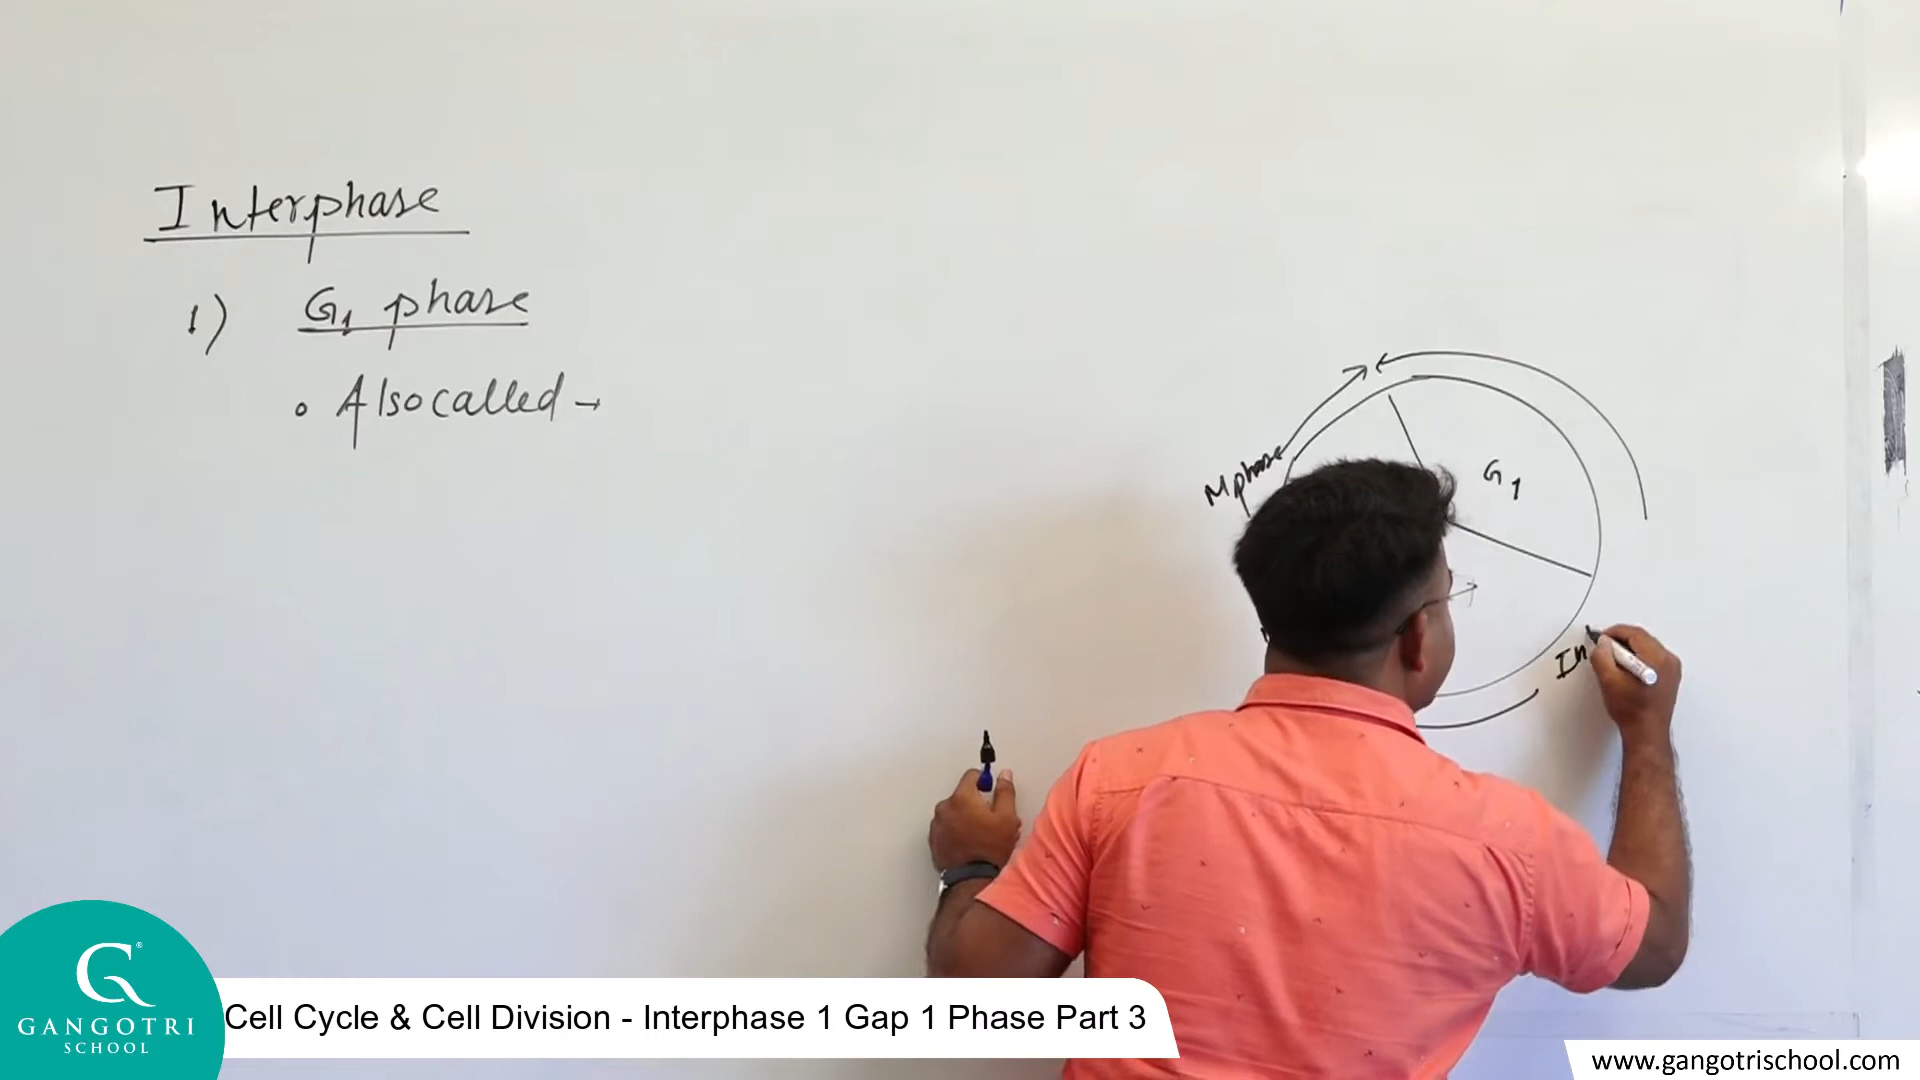 Interphase
1) G1 phase
• Also called →
M phase
G1
In
GANGOTRI
SCHOOL
Cell Cycle & Cell Division - Interphase 1 Gap 1 Phase Part 3
www.gangotrischool.com